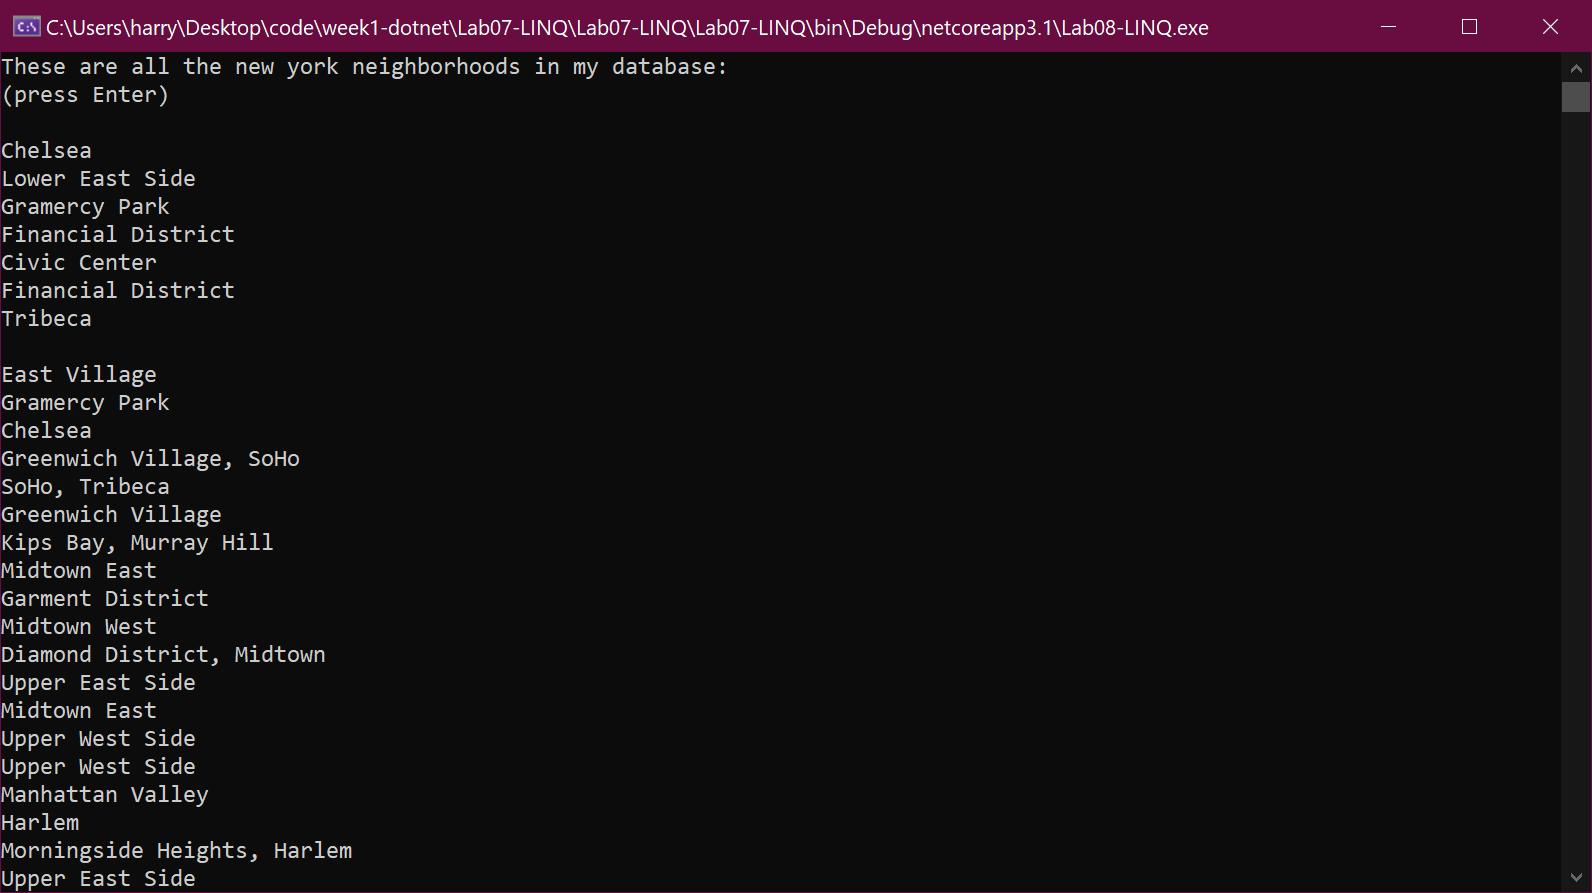 C:\Users\harry\Desktop\code\week1-dotnet\Lab07-LINQ\Lab07-LINQ\Lab07-LINQ\bin\Debug\netcoreapp3.1\Lab08-LINQ.exe
These are all the new york neighborhoods in my database:
(press Enter)

Chelsea
Lower East Side
Gramercy Park
Financial District
Civic Center
Financial District
Tribeca

East Village
Gramercy Park
Chelsea
Greenwich Village, SoHo
SoHo, Tribeca
Greenwich Village
Kips Bay, Murray Hill
Midtown East
Garment District
Midtown West
Diamond District, Midtown
Upper East Side
Midtown East
Upper West Side
Upper West Side
Manhattan Valley
Harlem
Morningside Heights, Harlem
Upper East Side